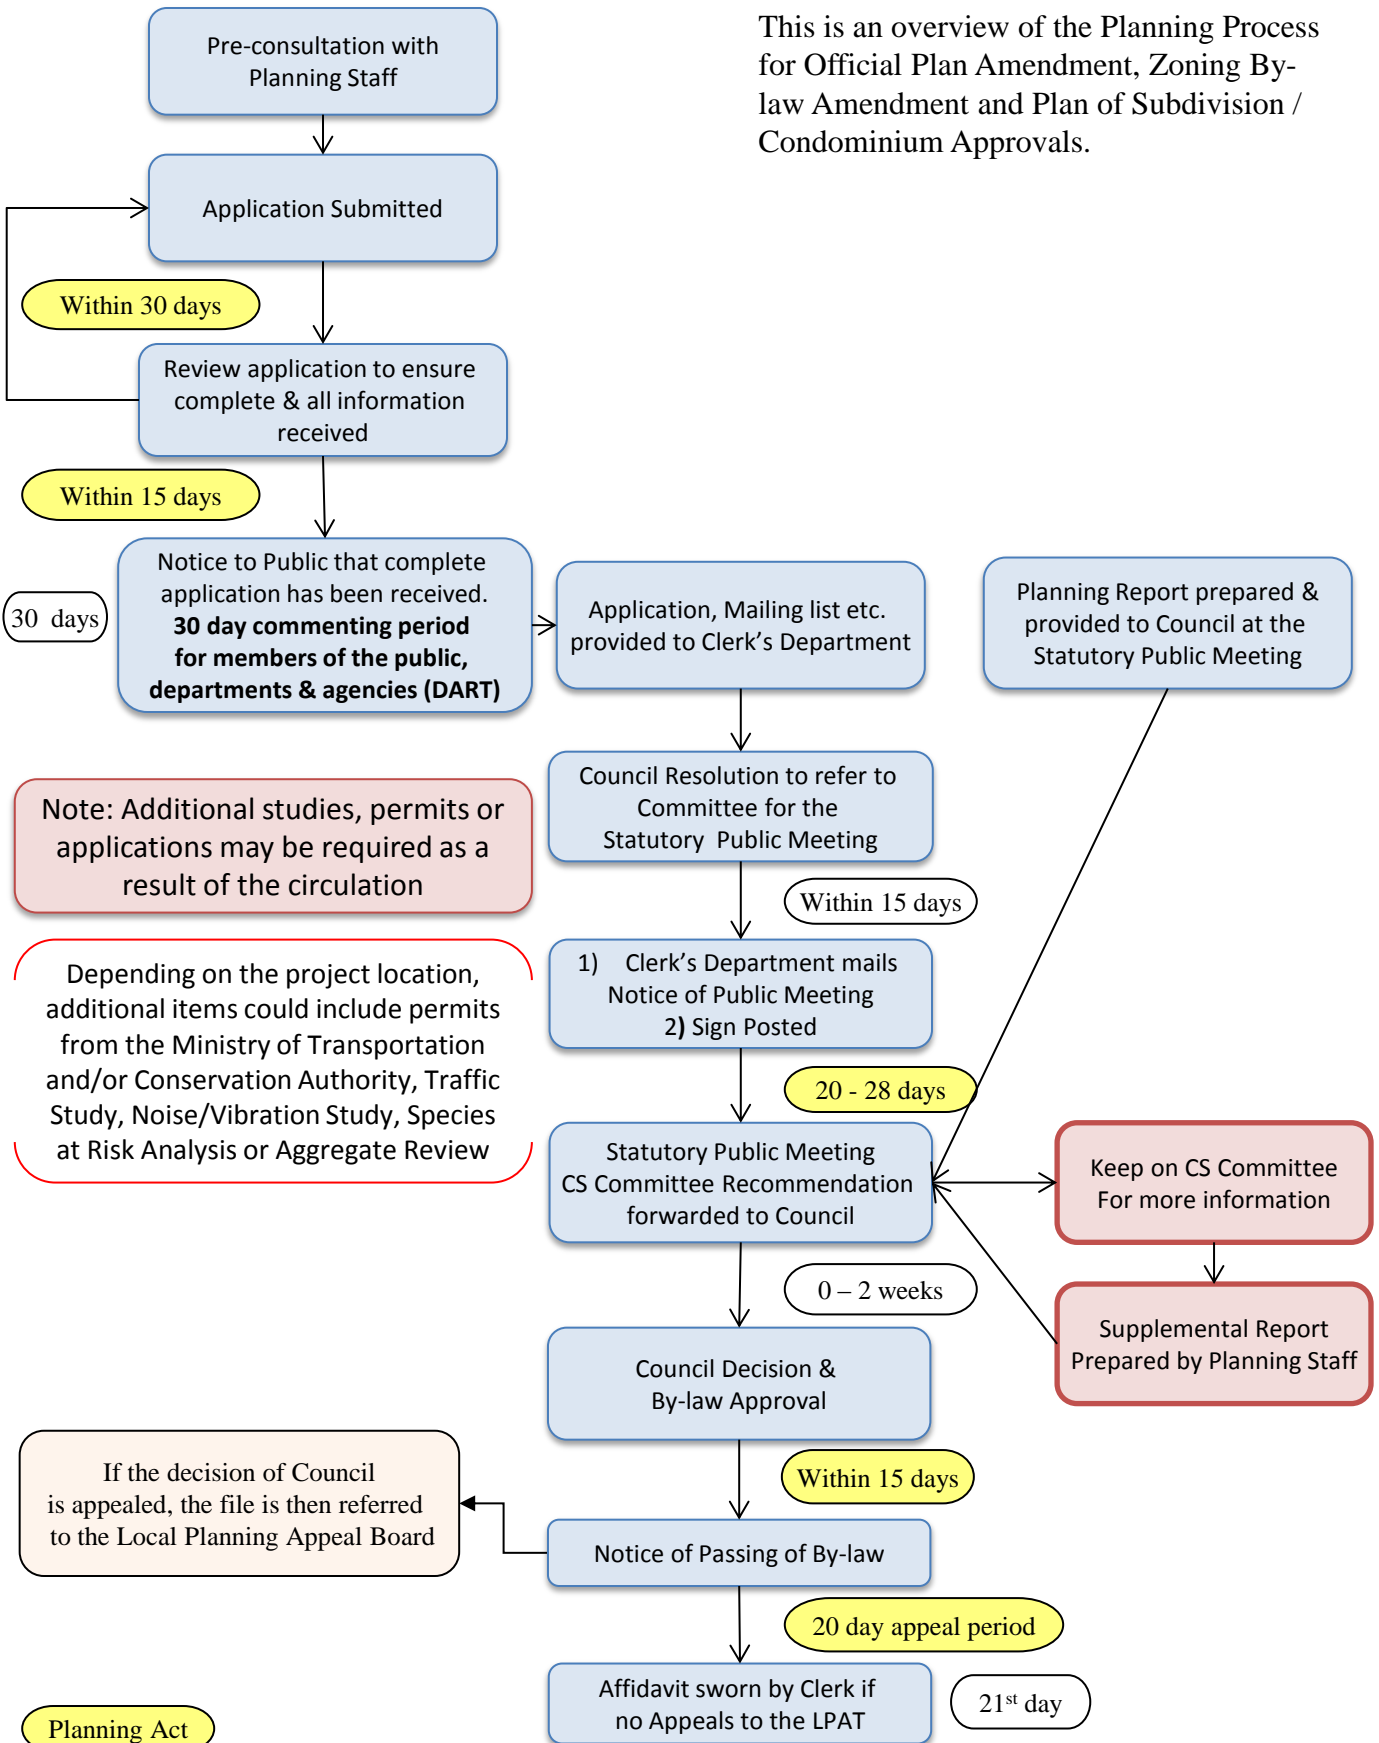 This is an overview of the Planning Process
for Official Plan Amendment, Zoning By-
law Amendment and Plan of Subdivision /
Condominium Approvals.
Pre-consultation with
Planning Staff
Application Submitted
Within 30 days
Review application to ensure
complete & all information
received
Within 15 days
30 days
Notice to Public that complete
application has been received.
30 day commenting period
for members of the public,
departments & agencies (DART)
Application, Mailing list etc.
provided to Clerk’s Department
Planning Report prepared &
provided to Council at the
Statutory Public Meeting
Council Resolution to refer to
Committee for the
Statutory Public Meeting
Note: Additional studies, permits or
applications may be required as a
result of the circulation
Within 15 days
Depending on the project location,
additional items could include permits
from the Ministry of Transportation
and/or Conservation Authority, Traffic
Study, Noise/Vibration Study, Species
at Risk Analysis or Aggregate Review
1) Clerk’s Department mails
Notice of Public Meeting
2) Sign Posted
20 - 28 days
Statutory Public Meeting
CS Committee Recommendation
forwarded to Council
Keep on CS Committee
For more information
0 – 2 weeks
Supplemental Report
Prepared by Planning Staff
Council Decision &
By-law Approval
Within 15 days
If the decision of Council
is appealed, the file is then referred
to the Local Planning Appeal Board
Notice of Passing of By-law
20 day appeal period
Affidavit sworn by Clerk if
no Appeals to the LPAT
21st day
Planning Act